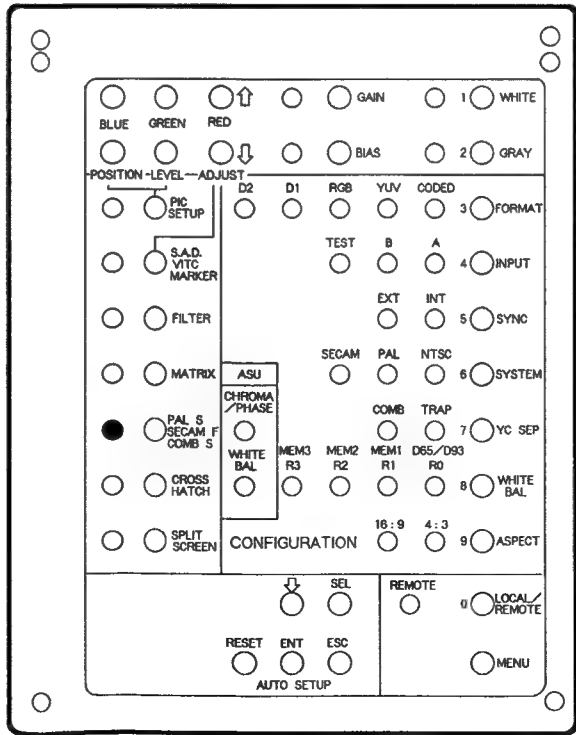 GAIN 1 WHITE
BLUE GREEN RED
BIAS 2 GRAY
POSITION LEVEL ADJUST
D2 D1 RGB YUV CODED
PIC
SETUP
3 FORMAT
TEST B A
S.A.D.
VITC
MARKER
4 INPUT
EXT INT
FILTER
5 SYNC
SECAM PAL NTSC
MATRIX
ASU
6 SYSTEM
CHROMA
/PHASE
COMB TRAP
PAL S
SECAM F
COMB S
7 YC SEP
WHITE
BAL
MEM3 MEM2 MEM1 D65/D93
R3 R2 R1 R0
CROSS
HATCH
8 WHITE
BAL
16:9 4:3
SPLIT
SCREEN
CONFIGURATION
9 ASPECT
SEL REMOTE
0 LOCAL/
REMOTE
RESET ENT ESC
MENU
AUTO SETUP